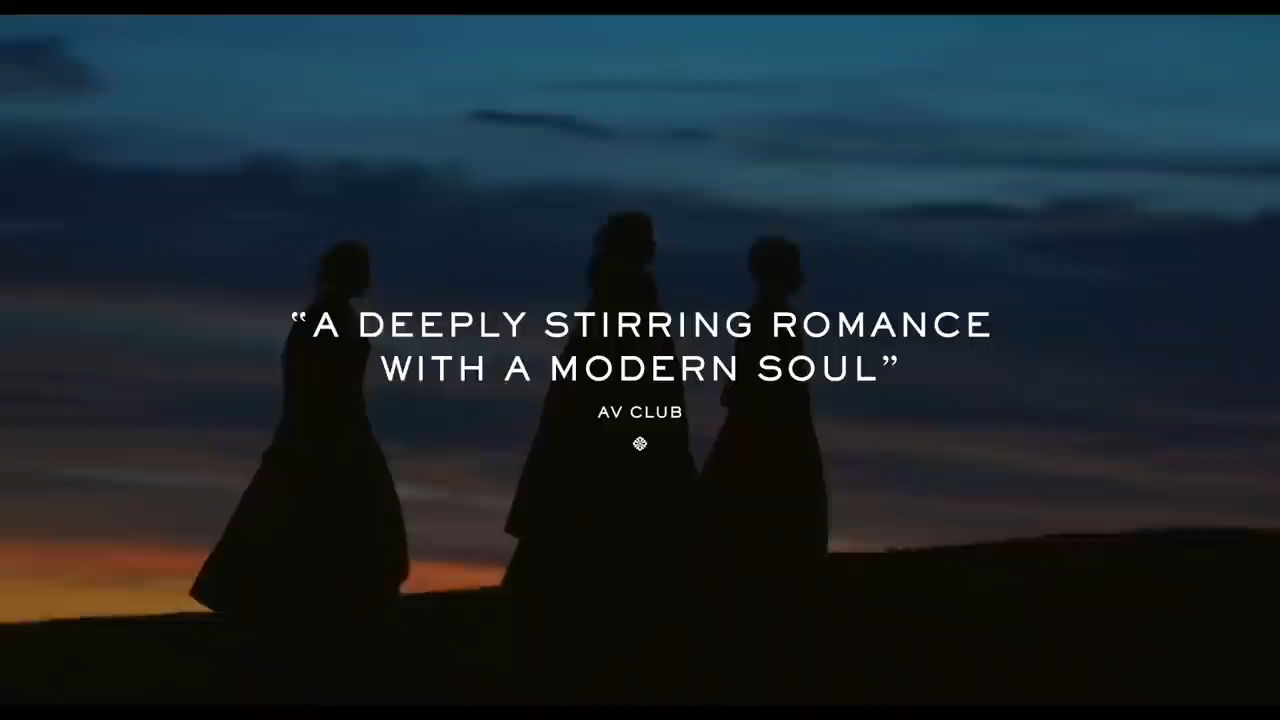 “A DEEPLY STIRRING ROMANCE
WITH A MODERN SOUL”
AV CLUB